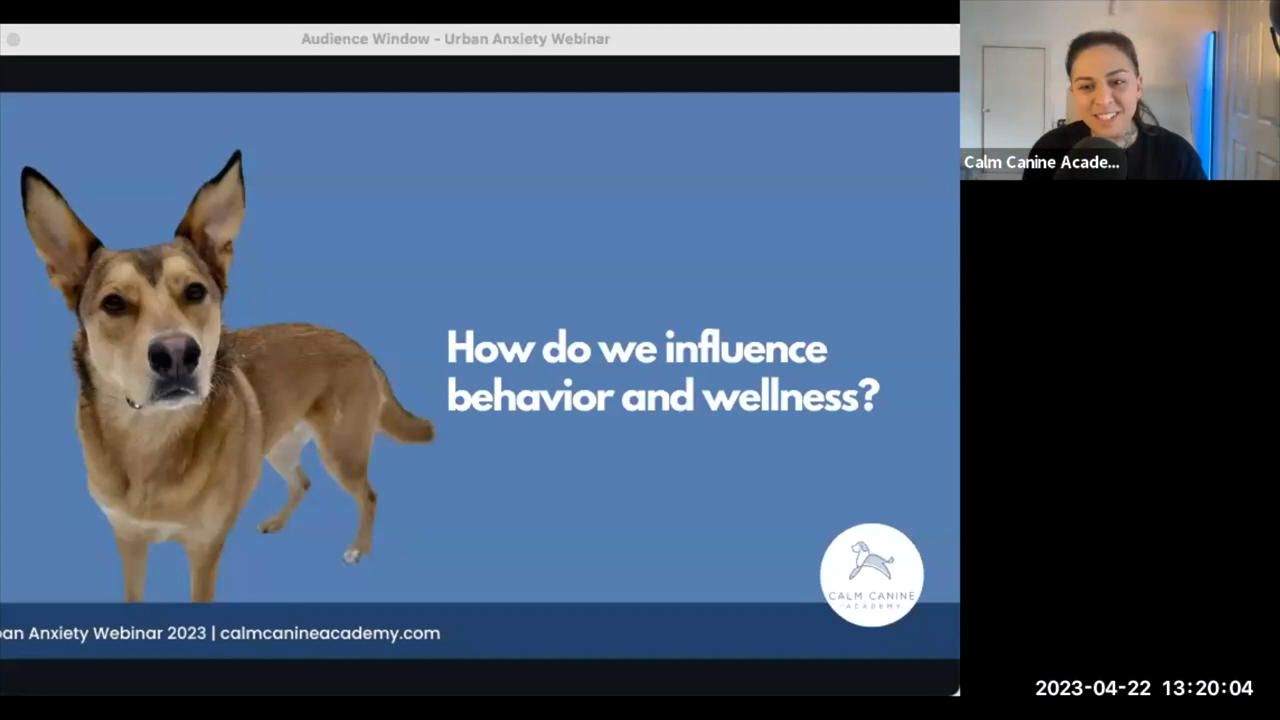 Audience Window - Urban Anxiety Webinar
Calm Canine Acade...
How do we influence
behavior and wellness?
CALM CANINE
ACADEMY
an Anxiety Webinar 2023 | calmcanineacademy.com
2023-04-22 13:20:04